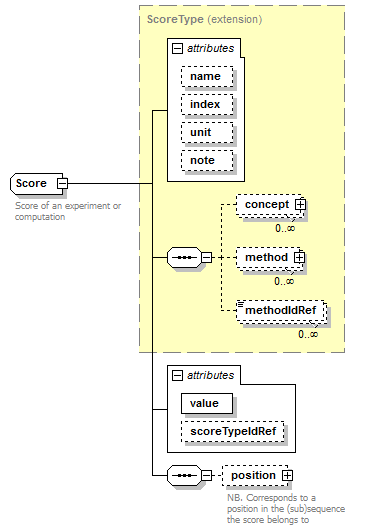 ScoreType (extension)
attributes
name
index
unit
note
Score
Score of an experiment or
computation
concept
0..∞
method
0..∞
methodIdRef
0..∞
attributes
value
scoreTypeIdRef
position
NB. Corresponds to a
position in the (sub)sequence
the score belongs to